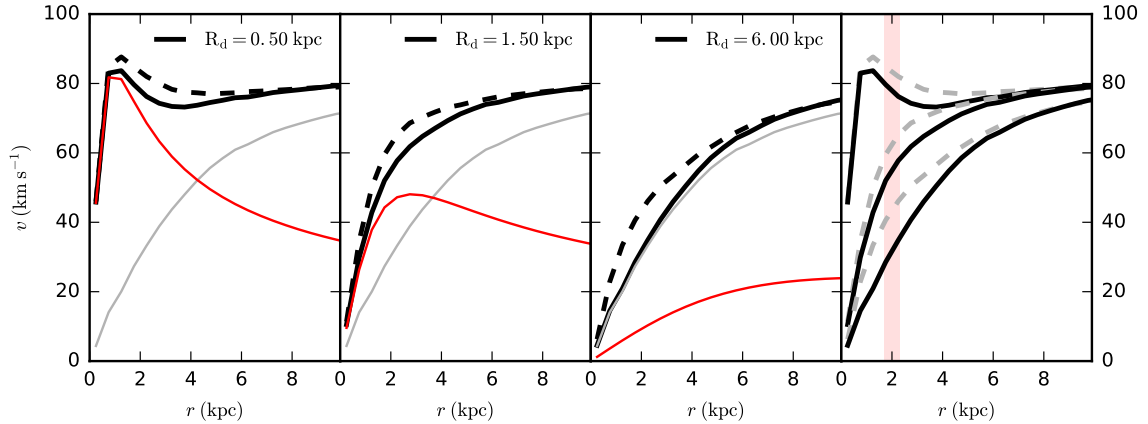 100
80
60
40
20
0
v (km s⁻¹)
R_d = 0.50 kpc
R_d = 1.50 kpc
R_d = 6.00 kpc
100
80
60
40
20
0
0 2 4 6 8 0 2 4 6 8 0 2 4 6 8 0 2 4 6 8
r (kpc) r (kpc) r (kpc) r (kpc)